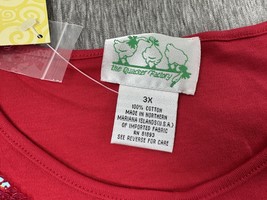 the Quacker Factory
3X
100% COTTON
MADE IN NORTHERN
MARIANA ISLANDS (U.S.A)
OF IMPORTED FABRIC
RN 51893
SEE REVERSE FOR CARE